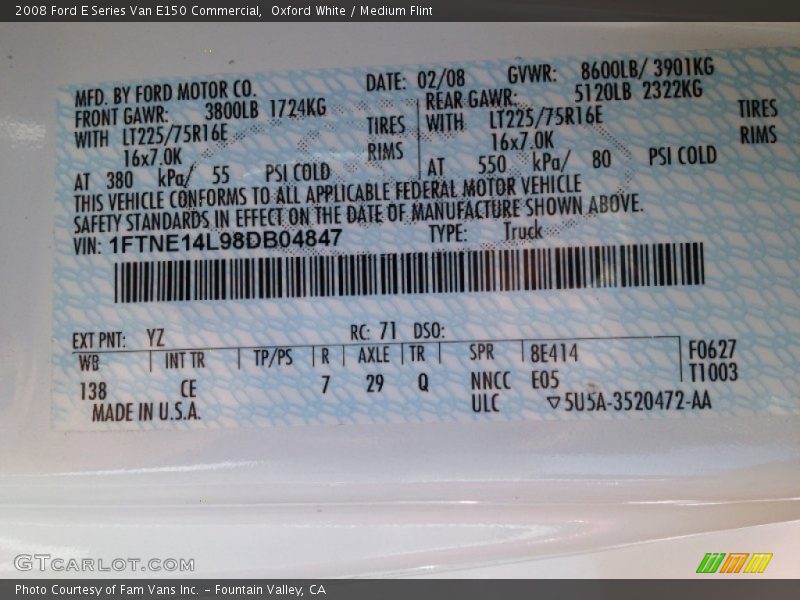 2008 Ford E Series Van E150 Commercial, Oxford White / Medium Flint
MFD. BY FORD MOTOR CO. DATE: 02/08 GVWR: 8600LB/ 3901KG
FRONT GAWR: 3800LB 1724KG REAR GAWR: 5120LB 2322KG
WITH LT225/75R16E TIRES WITH LT225/75R16E TIRES
16x7.0K RIMS 16x7.0K RIMS
AT 380 kPa/ 55 PSI COLD AT 550 kPa/ 80 PSI COLD
THIS VEHICLE CONFORMS TO ALL APPLICABLE FEDERAL MOTOR VEHICLE
SAFETY STANDARDS IN EFFECT ON THE DATE OF MANUFACTURE SHOWN ABOVE.
VIN: 1FTNE14L98DB04847 TYPE: Truck
EXT PNT: YZ RC: 71 DSO:
WB INT TR TP/PS R AXLE TR SPR 8E414 F0627
138 CE 7 29 Q NNCC E05 T1003
MADE IN U.S.A. ULC ▽5U5A-3520472-AA
GTCARLOT.COM
Photo Courtesy of Fam Vans Inc. - Fountain Valley, CA